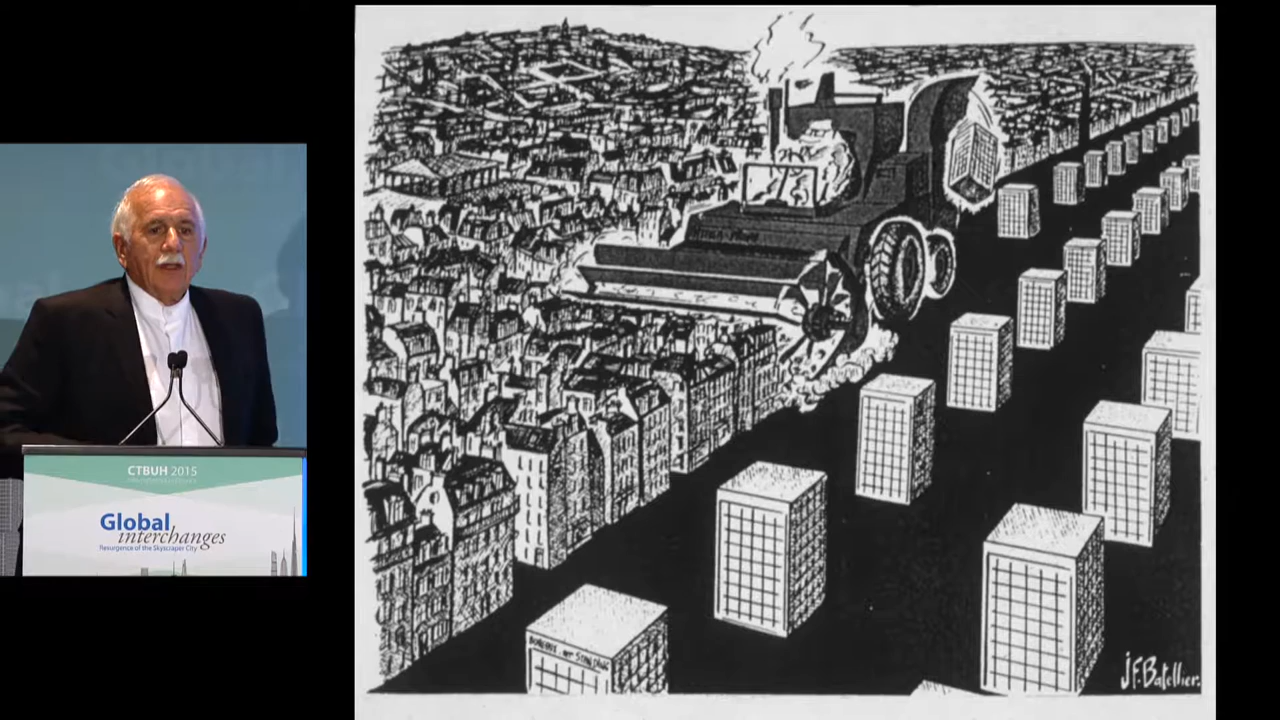 CTBUH 2015
Global
interchanges
Resurgence of the Skyscraper City
J.F. Batellier.